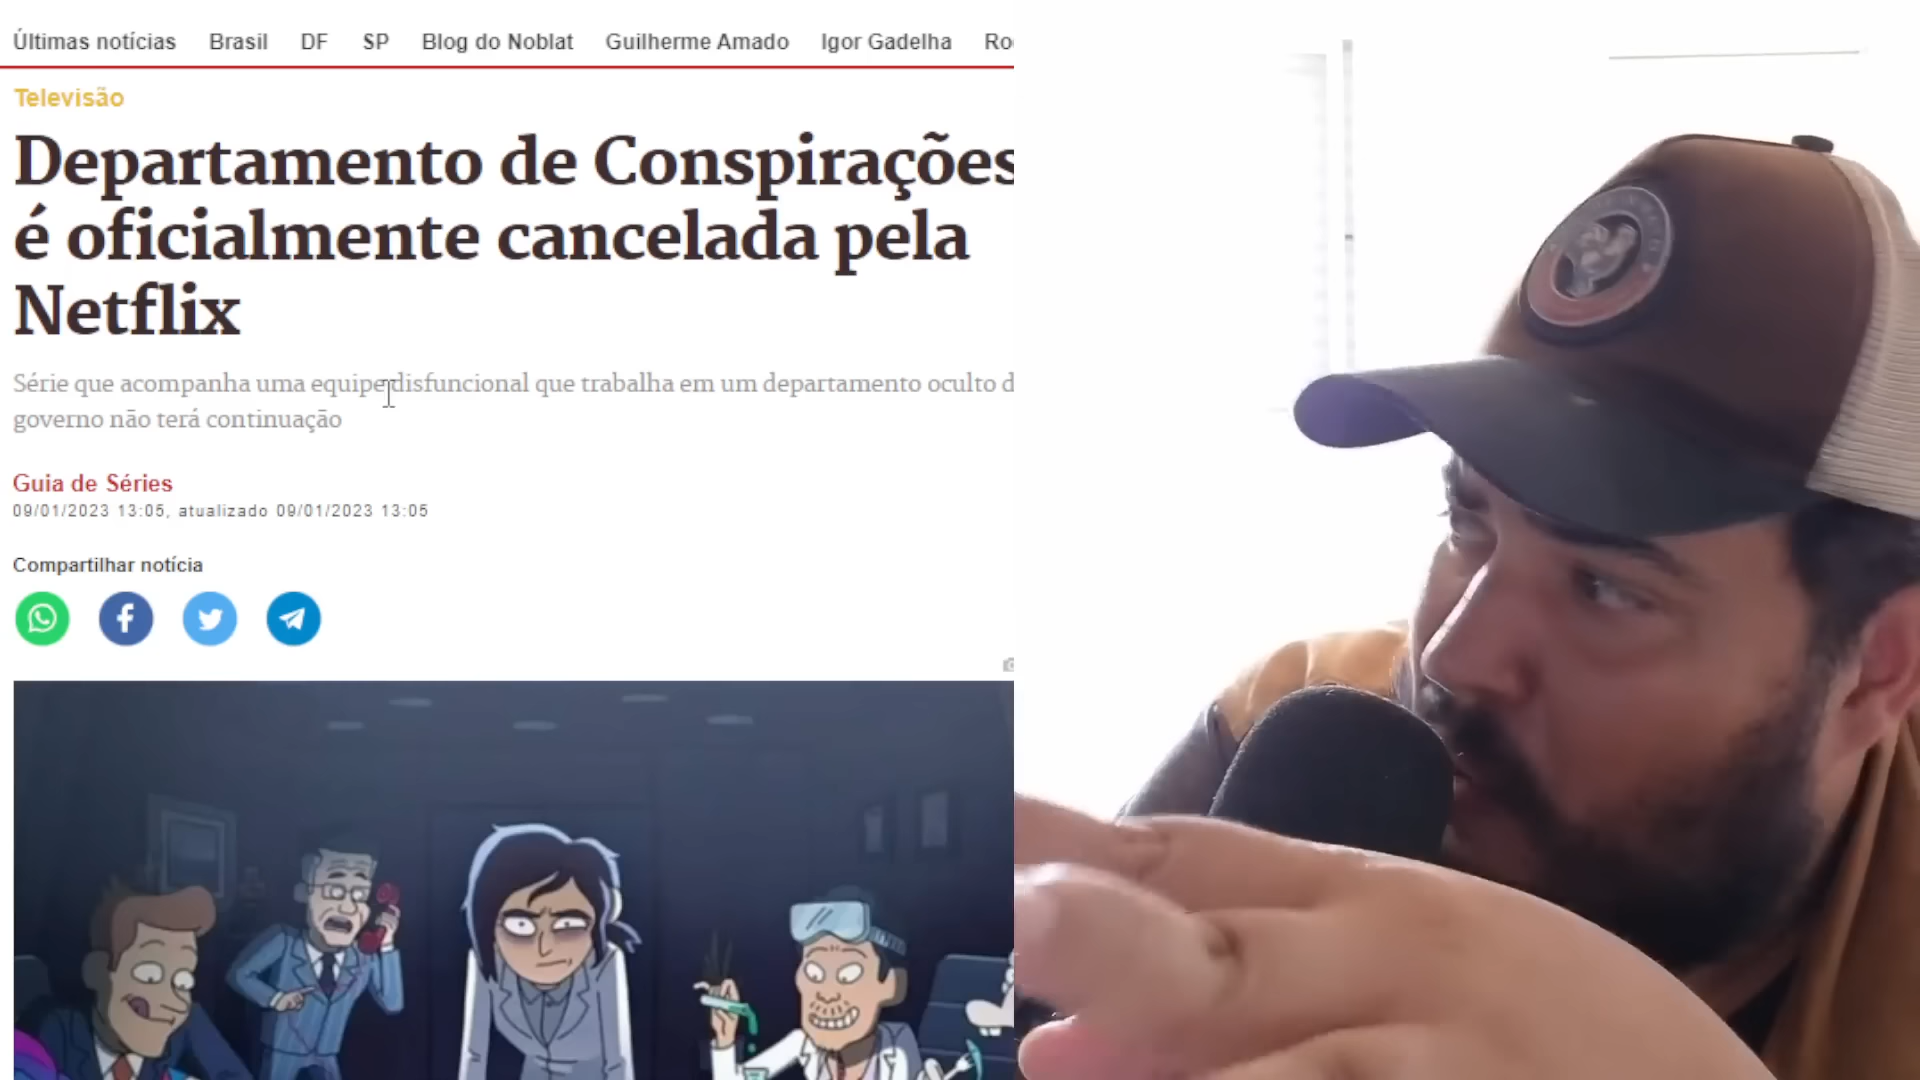 Últimas notícias Brasil DF SP Blog do Noblat Guilherme Amado Igor Gadelha
Televisão
Departamento de Conspirações
é oficialmente cancelada pela
Netflix
Série que acompanha uma equipe disfuncional que trabalha em um departamento oculto d
governo não terá continuação
Guia de Séries
09/01/2023 13:05, atualizado 09/01/2023 13:05
Compartilhar notícia